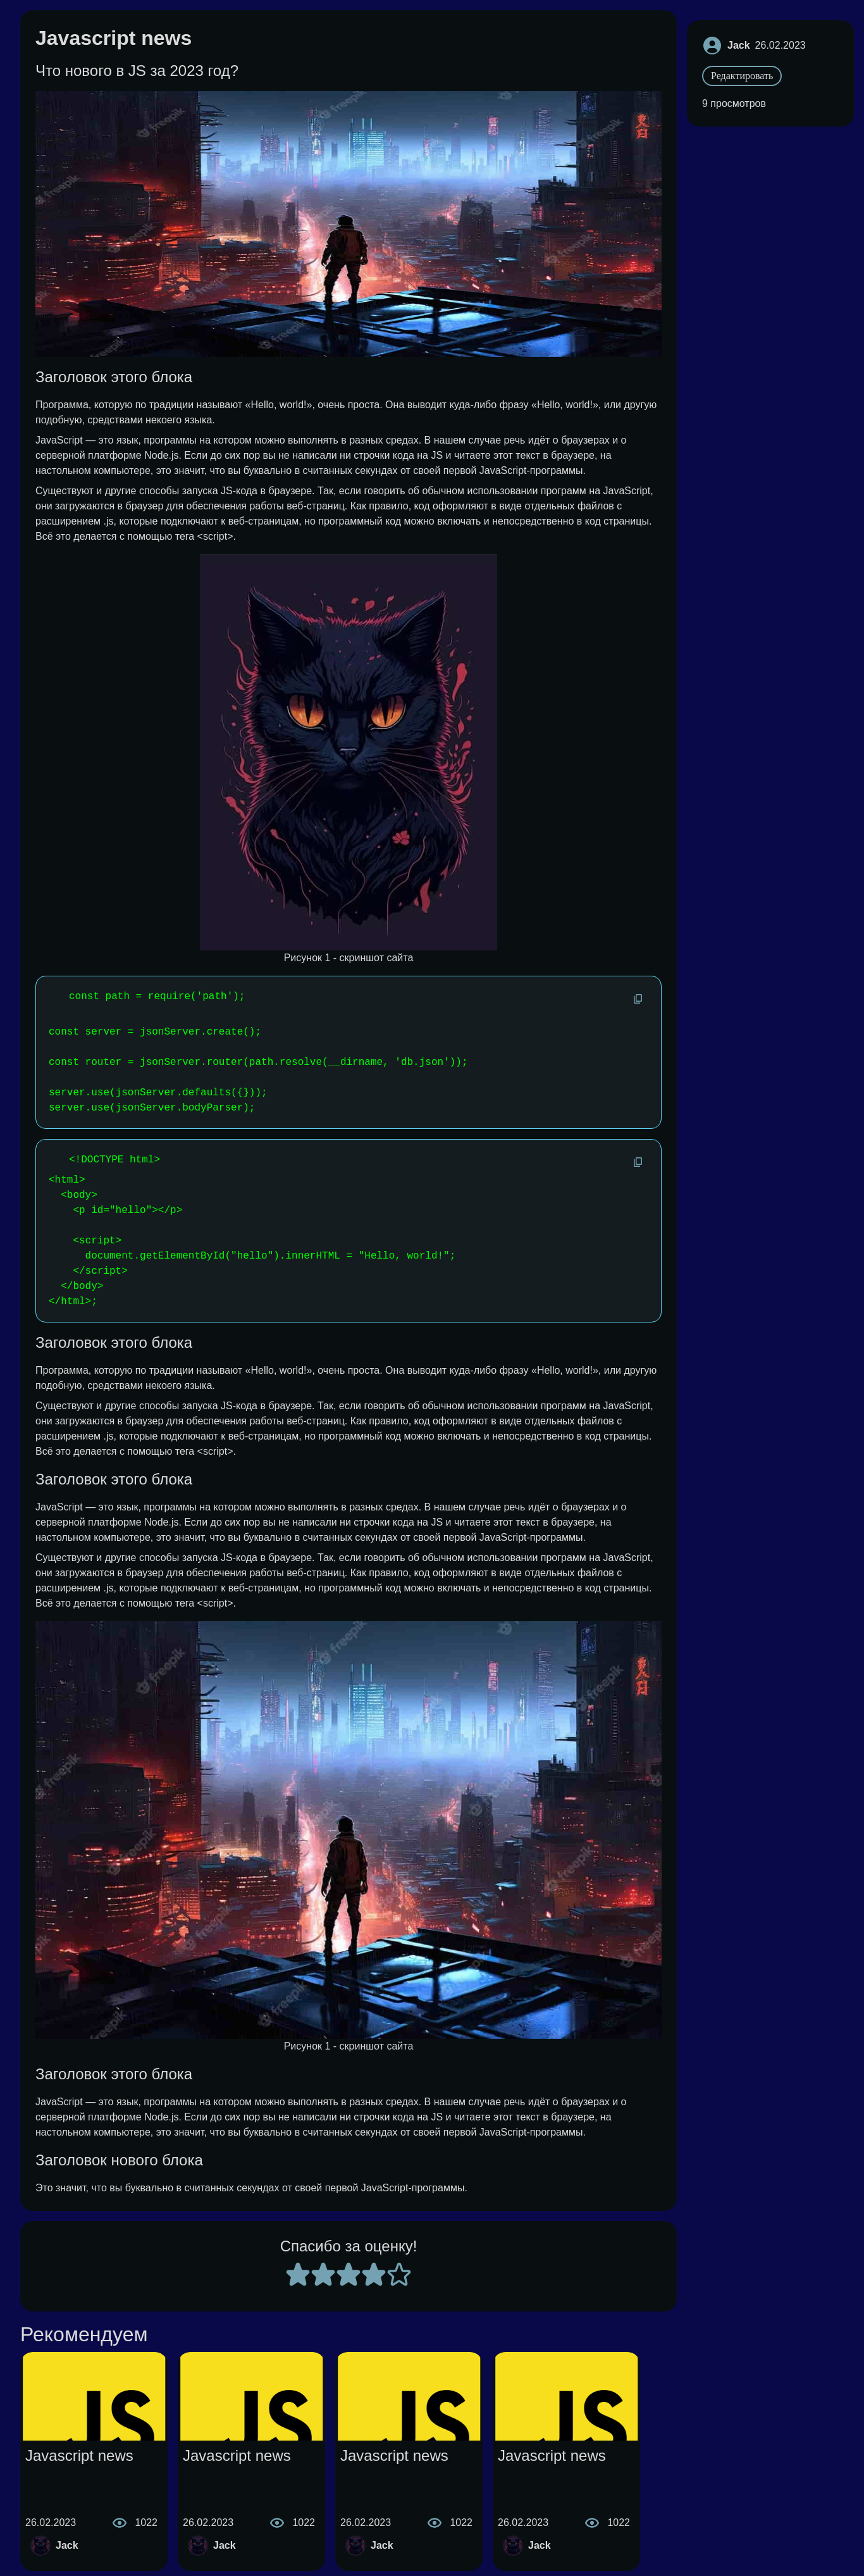 Javascript news
Что нового в JS за 2023 год?
Jack 26.02.2023
Редактировать
9 просмотров
freepik
Заголовок этого блока
Программа, которую по традиции называют «Hello, world!», очень проста. Она выводит куда-либо фразу «Hello, world!», или другую
подобную, средствами некоего языка.
JavaScript — это язык, программы на котором можно выполнять в разных средах. В нашем случае речь идёт о браузерах и о
серверной платформе Node.js. Если до сих пор вы не написали ни строчки кода на JS и читаете этот текст в браузере, на
настольном компьютере, это значит, что вы буквально в считанных секундах от своей первой JavaScript-программы.
Существуют и другие способы запуска JS-кода в браузере. Так, если говорить об обычном использовании программ на JavaScript,
они загружаются в браузер для обеспечения работы веб-страниц. Как правило, код оформляют в виде отдельных файлов с
расширением .js, которые подключают к веб-страницам, но программный код можно включать и непосредственно в код страницы.
Всё это делается с помощью тега <script>.
Рисунок 1 - скриншот сайта
const path = require('path');
const server = jsonServer.create();
const router = jsonServer.router(path.resolve(__dirname, 'db.json'));
server.use(jsonServer.defaults({}));
server.use(jsonServer.bodyParser);
<!DOCTYPE html>
<html>
<body>
<p id="hello"></p>
<script>
document.getElementById("hello").innerHTML = "Hello, world!";
</script>
</body>
</html>;
Заголовок этого блока
Программа, которую по традиции называют «Hello, world!», очень проста. Она выводит куда-либо фразу «Hello, world!», или другую
подобную, средствами некоего языка.
Существуют и другие способы запуска JS-кода в браузере. Так, если говорить об обычном использовании программ на JavaScript,
они загружаются в браузер для обеспечения работы веб-страниц. Как правило, код оформляют в виде отдельных файлов с
расширением .js, которые подключают к веб-страницам, но программный код можно включать и непосредственно в код страницы.
Всё это делается с помощью тега <script>.
Заголовок этого блока
JavaScript — это язык, программы на котором можно выполнять в разных средах. В нашем случае речь идёт о браузерах и о
серверной платформе Node.js. Если до сих пор вы не написали ни строчки кода на JS и читаете этот текст в браузере, на
настольном компьютере, это значит, что вы буквально в считанных секундах от своей первой JavaScript-программы.
Существуют и другие способы запуска JS-кода в браузере. Так, если говорить об обычном использовании программ на JavaScript,
они загружаются в браузер для обеспечения работы веб-страниц. Как правило, код оформляют в виде отдельных файлов с
расширением .js, которые подключают к веб-страницам, но программный код можно включать и непосредственно в код страницы.
Всё это делается с помощью тега <script>.
freepik
Рисунок 1 - скриншот сайта
Заголовок этого блока
JavaScript — это язык, программы на котором можно выполнять в разных средах. В нашем случае речь идёт о браузерах и о
серверной платформе Node.js. Если до сих пор вы не написали ни строчки кода на JS и читаете этот текст в браузере, на
настольном компьютере, это значит, что вы буквально в считанных секундах от своей первой JavaScript-программы.
Заголовок нового блока
Это значит, что вы буквально в считанных секундах от своей первой JavaScript-программы.
Спасибо за оценку!
Рекомендуем
JS JS JS JS
Javascript news Javascript news Javascript news Javascript news
26.02.2023 1022 26.02.2023 1022 26.02.2023 1022 26.02.2023 1022
Jack Jack Jack Jack